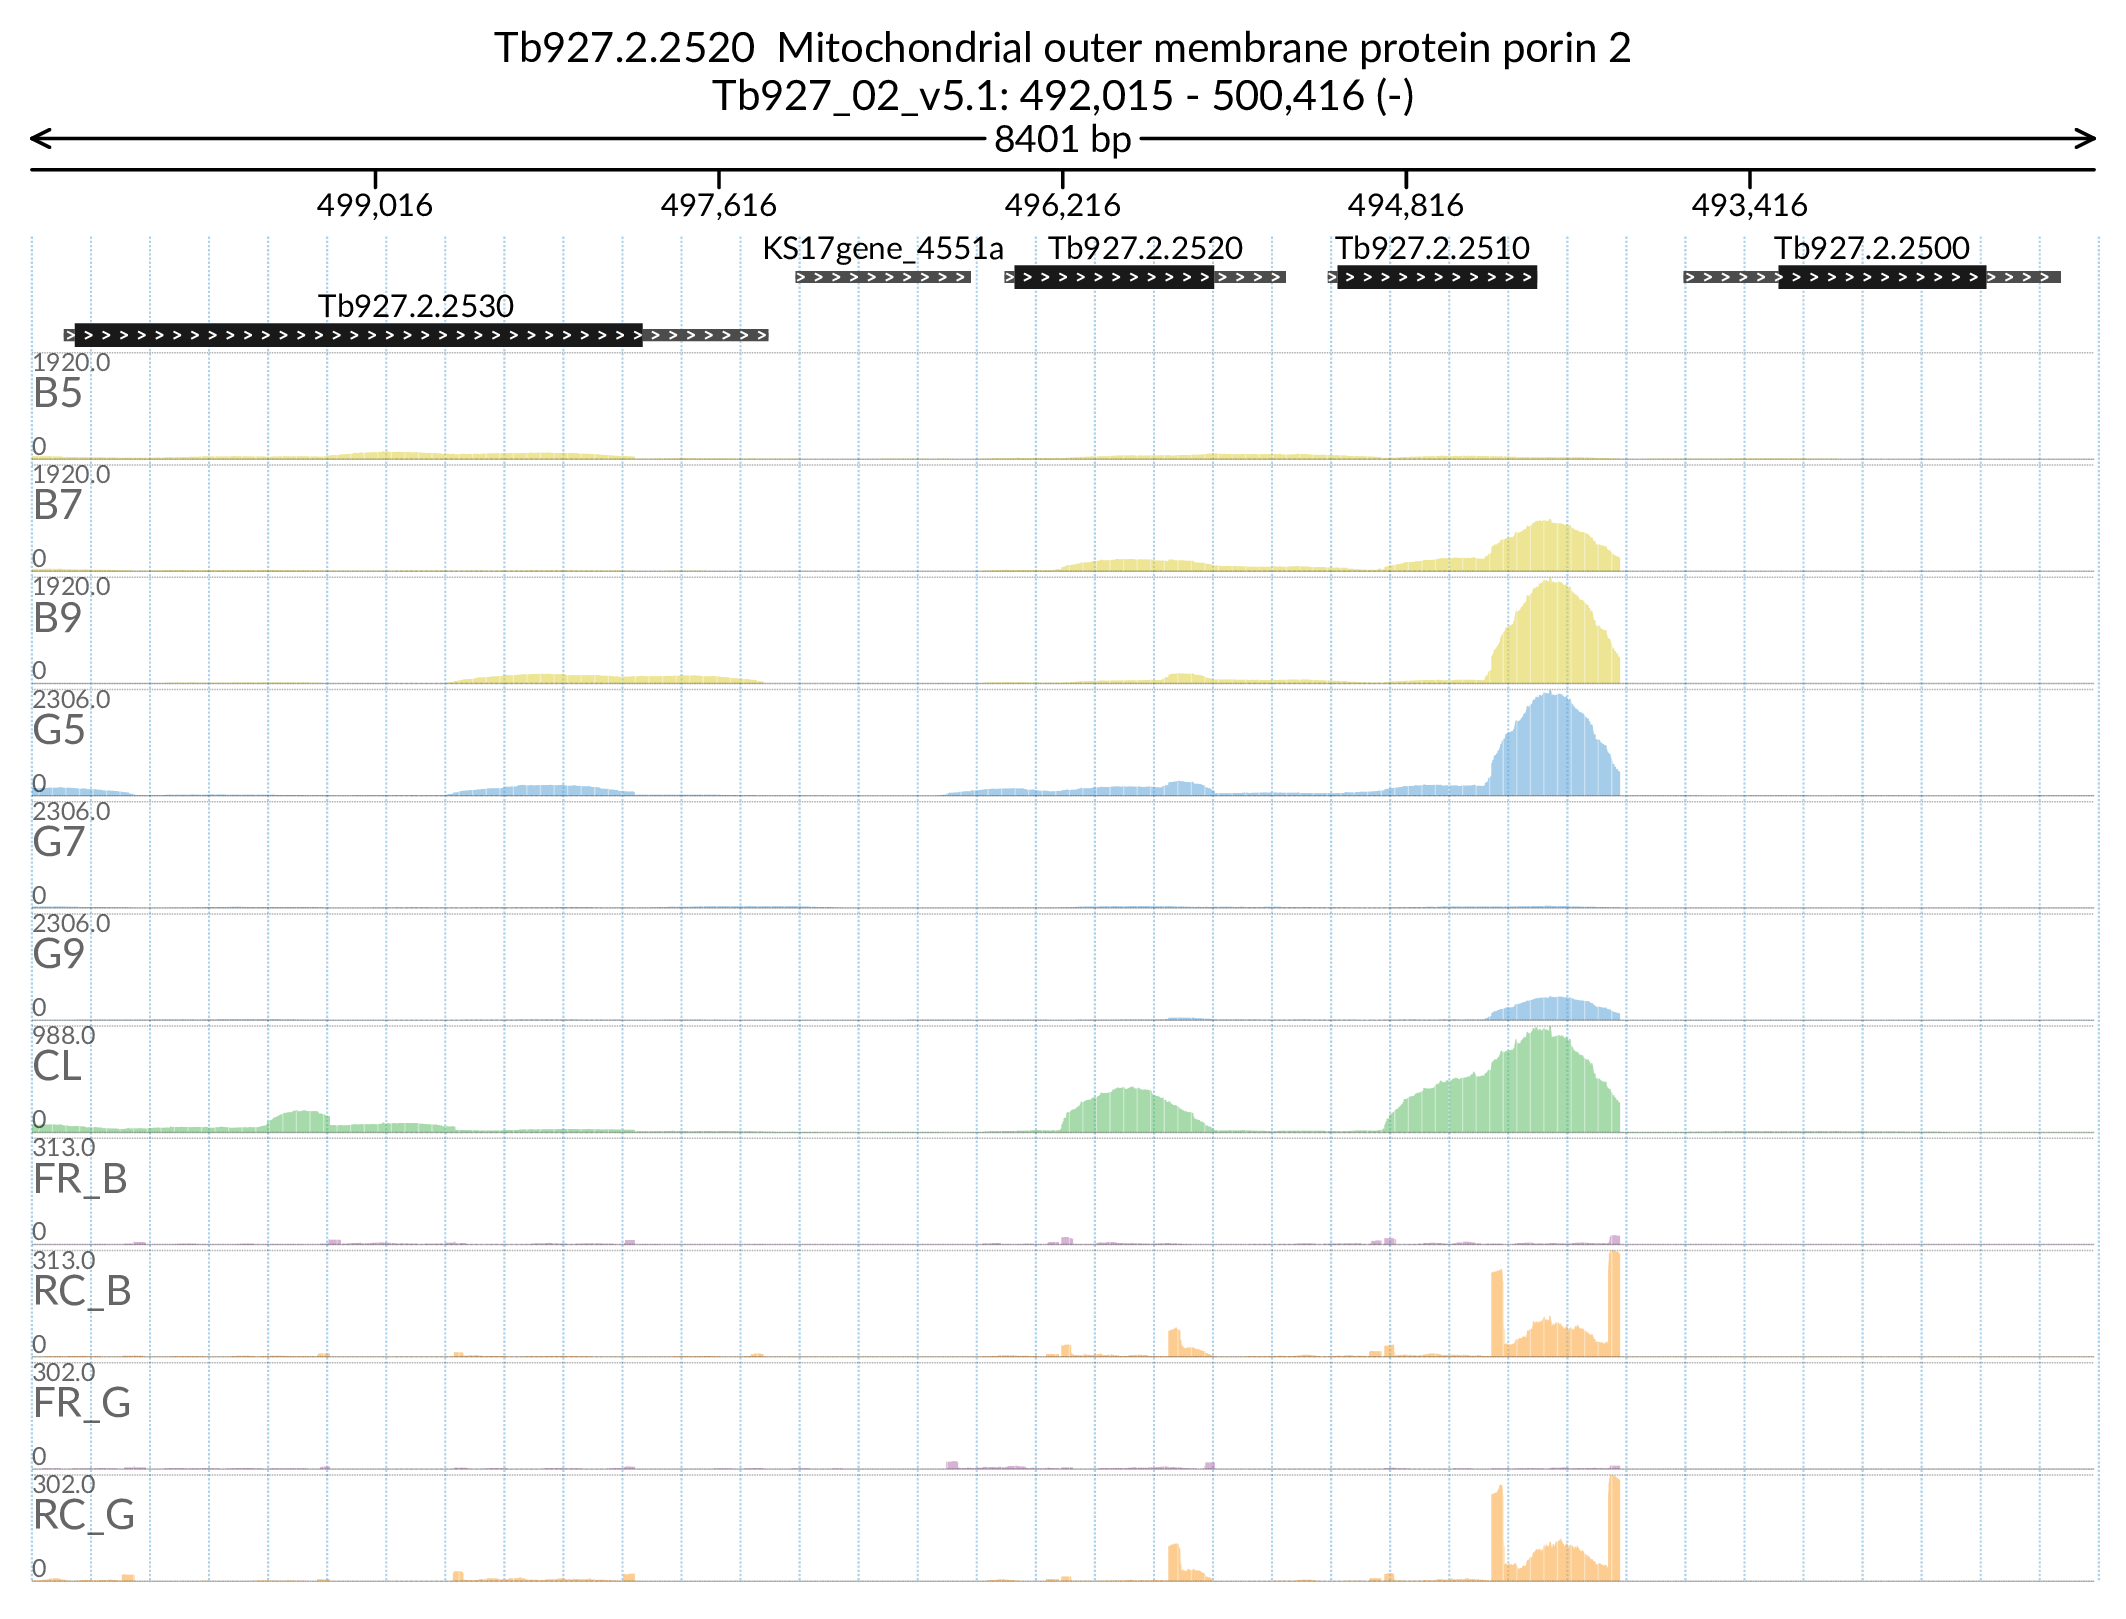 Tb927.2.2520  Mitochondrial outer membrane protein porin 2
Tb927_02_v5.1: 492,015 - 500,416 (-)
8401 bp
499,016 497,616 496,216 494,816 493,416
KS17gene_4551a Tb927.2.2520 Tb927.2.2510 Tb927.2.2500
Tb927.2.2530
1920.0
B5
0
1920.0
B7
0
1920.0
B9
0
2306.0
G5
0
2306.0
G7
0
2306.0
G9
0
988.0
CL
0
313.0
FR_B
0
313.0
RC_B
0
302.0
FR_G
0
302.0
RC_G
0